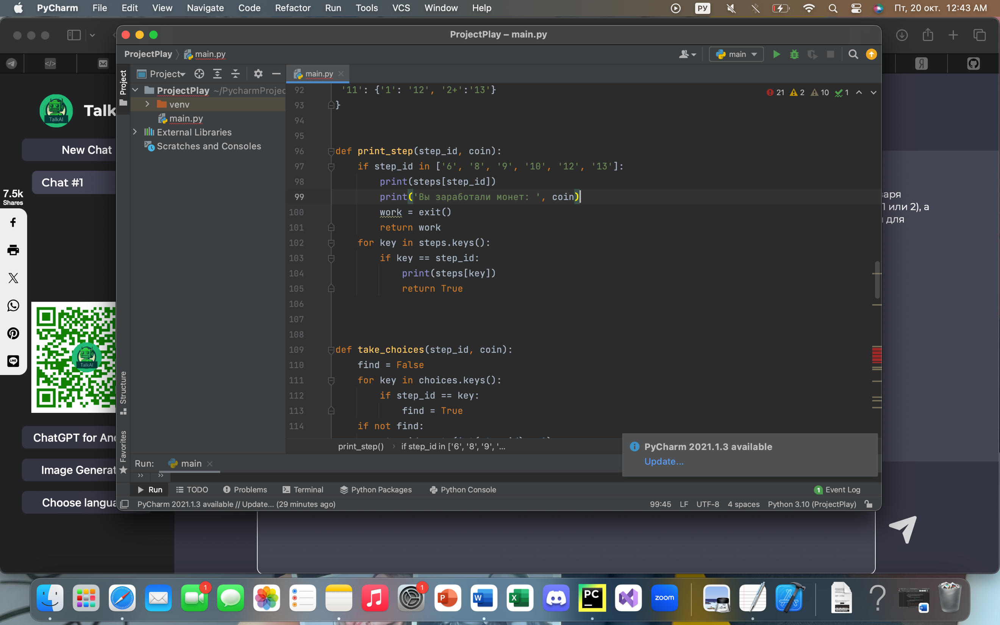 PyCharm File Edit View Navigate Code Refactor Run Tools VCS Window Help РУ Пт, 20 окт. 12:43 AM
ProjectPlay – main.py
ProjectPlay main.py main
Project main.py
Project
ProjectPlay ~/PycharmProjec
venv
main.py
External Libraries
Scratches and Consoles
Structure
Favorites
21 2 10 1
92 '11': {'1': '12', '2+':'13'}
93 }
94
95
96 def print_step(step_id, coin):
97 if step_id in ['6', '8', '9', '10', '12', '13']:
98 print(steps[step_id])
99 print('Вы заработали монет: ', coin)
100 work = exit()
101 return work
102 for key in steps.keys():
103 if key == step_id:
104 print(steps[key])
105 return True
106
107
108
109 def take_choices(step_id, coin):
110 find = False
111 for key in choices.keys():
112 if step_id == key:
113 find = True
114 if not find:
print_step() › if step_id in ['6', '8', '9', '...
PyCharm 2021.1.3 available
Update...
Run: main
Run TODO Problems Terminal Python Packages Python Console 1 Event Log
PyCharm 2021.1.3 available // Update... (29 minutes ago) 99:45 LF UTF-8 4 spaces Python 3.10 (ProjectPlay)
TalkAI
Talk
New Chat
Chat #1
7.5k
Shares
LINE
TalkAI
ChatGPT for And
Image Generat
Choose langua
Я
варя
1 или 2), а
для
1 1 P W X PC zoom DOCX